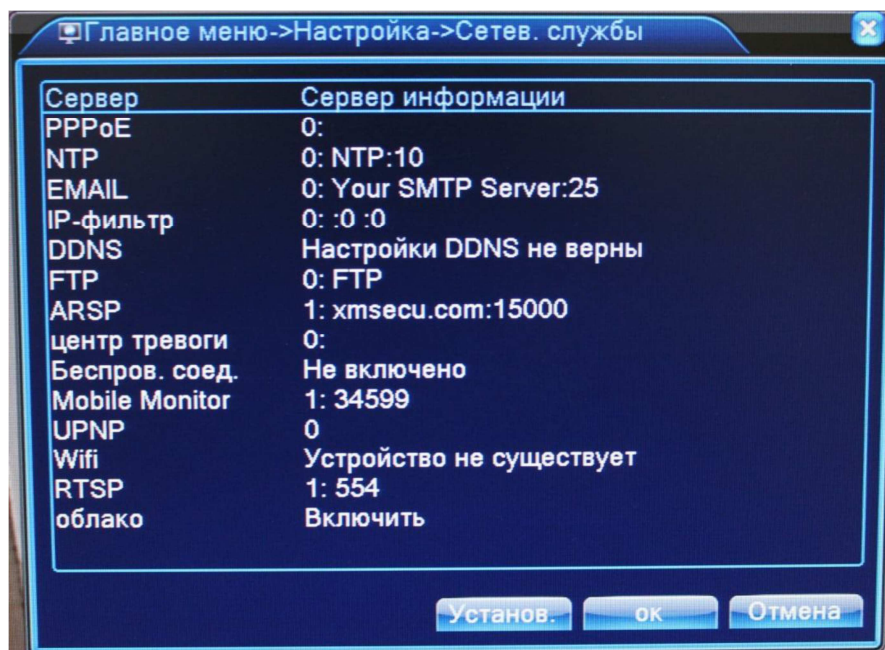 Главное меню->Настройка->Сетев. службы
Сервер Сервер информации
PPPoE 0:
NTP 0: NTP:10
EMAIL 0: Your SMTP Server:25
IP-фильтр 0: :0 :0
DDNS Настройки DDNS не верны
FTP 0: FTP
ARSP 1: xmsecu.com:15000
центр тревоги 0:
Беспров. соед. Не включено
Mobile Monitor 1: 34599
UPNP 0
Wifi Устройство не существует
RTSP 1: 554
облако Включить
Установ. ок Отмена